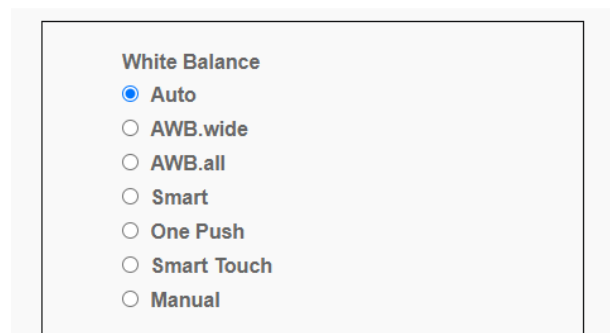 White Balance
Auto
AWB.wide
AWB.all
Smart
One Push
Smart Touch
Manual